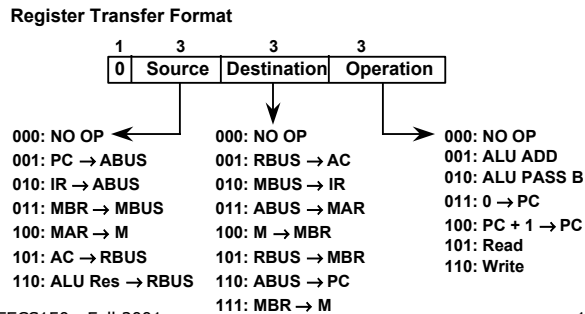 Register Transfer Format
1 3 3 3
0 Source Destination Operation
000: NO OP
001: PC → ABUS
010: IR → ABUS
011: MBR → MBUS
100: MAR → M
101: AC → RBUS
110: ALU Res → RBUS
000: NO OP
001: RBUS → AC
010: MBUS → IR
011: ABUS → MAR
100: M → MBR
101: RBUS → MBR
110: ABUS → PC
111: MBR → M
000: NO OP
001: ALU ADD
010: ALU PASS B
011: 0 → PC
100: PC + 1 → PC
101: Read
110: Write